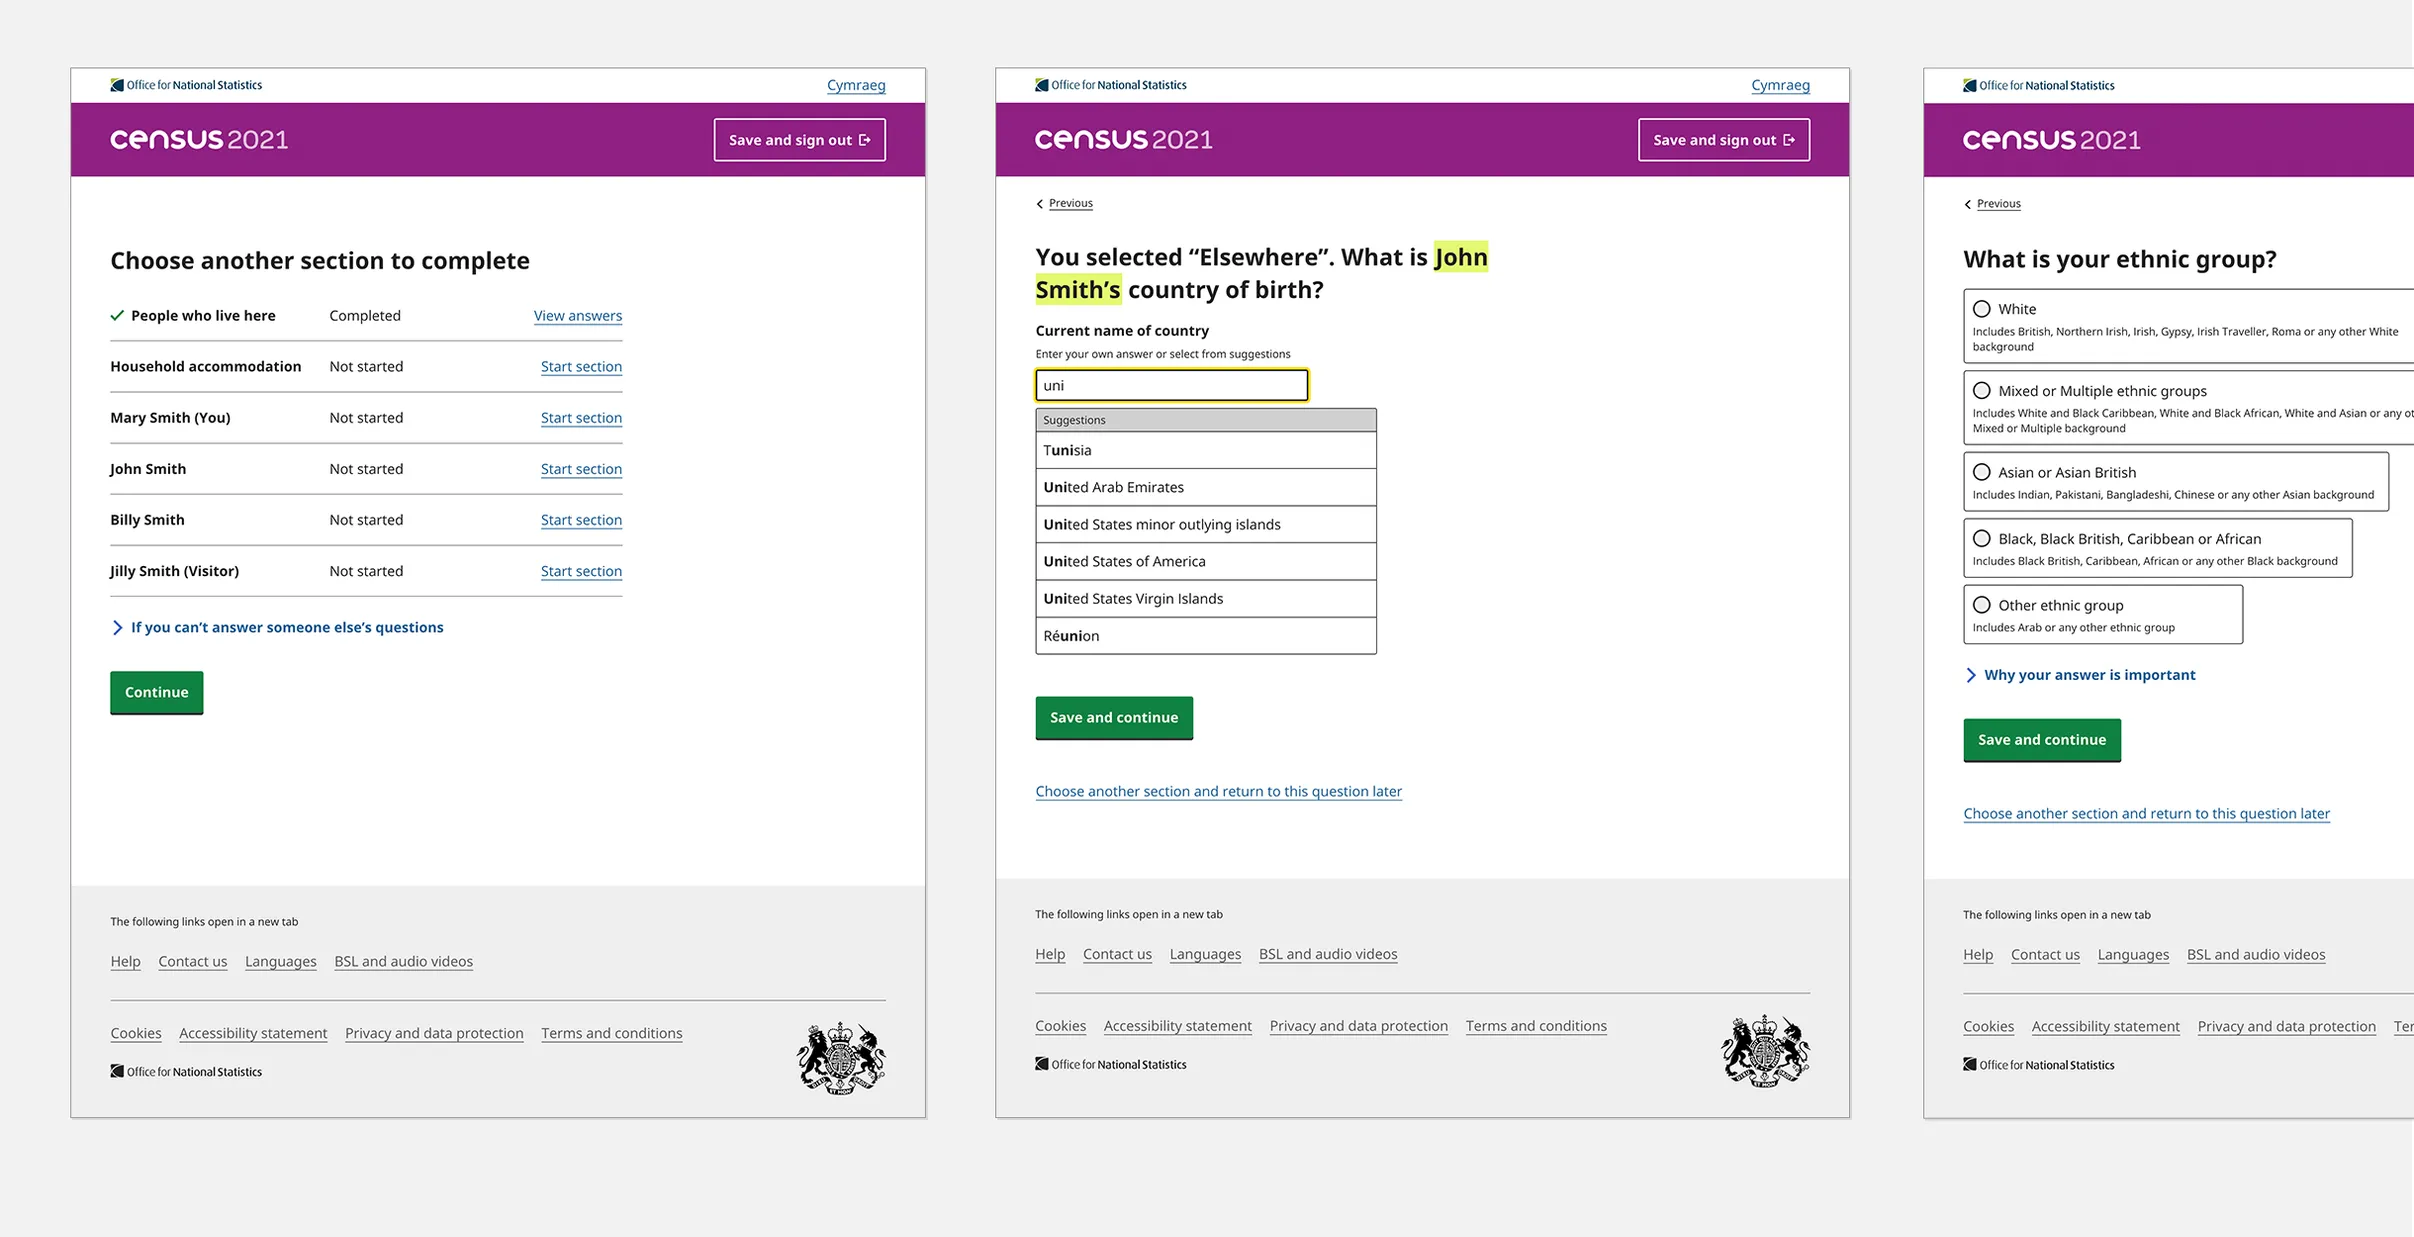 Office for National Statistics
Cymraeg
census 2021
Save and sign out
Choose another section to complete
People who live here Completed View answers
Household accommodation Not started Start section
Mary Smith (You) Not started Start section
John Smith Not started Start section
Billy Smith Not started Start section
Jilly Smith (Visitor) Not started Start section
If you can’t answer someone else’s questions
Continue
The following links open in a new tab
Help Contact us Languages BSL and audio videos
Cookies Accessibility statement Privacy and data protection Terms and conditions
Office for National Statistics
Office for National Statistics
Cymraeg
census 2021
Save and sign out
Previous
You selected “Elsewhere”. What is John
Smith’s country of birth?
Current name of country
Enter your own answer or select from suggestions
uni
Suggestions
Tunisia
United Arab Emirates
United States minor outlying islands
United States of America
United States Virgin Islands
Réunion
Save and continue
Choose another section and return to this question later
The following links open in a new tab
Help Contact us Languages BSL and audio videos
Cookies Accessibility statement Privacy and data protection Terms and conditions
Office for National Statistics
Office for National Statistics
census 2021
Previous
What is your ethnic group?
White
Includes British, Northern Irish, Irish, Gypsy, Irish Traveller, Roma or any other White
background
Mixed or Multiple ethnic groups
Includes White and Black Caribbean, White and Black African, White and Asian or any
Mixed or Multiple background
Asian or Asian British
Includes Indian, Pakistani, Bangladeshi, Chinese or any other Asian background
Black, Black British, Caribbean or African
Includes Black British, Caribbean, African or any other Black background
Other ethnic group
Includes Arab or any other ethnic group
Why your answer is important
Save and continue
Choose another section and return to this question later
The following links open in a new tab
Help Contact us Languages BSL and audio videos
Cookies Accessibility statement Privacy and data protection
Office for National Statistics